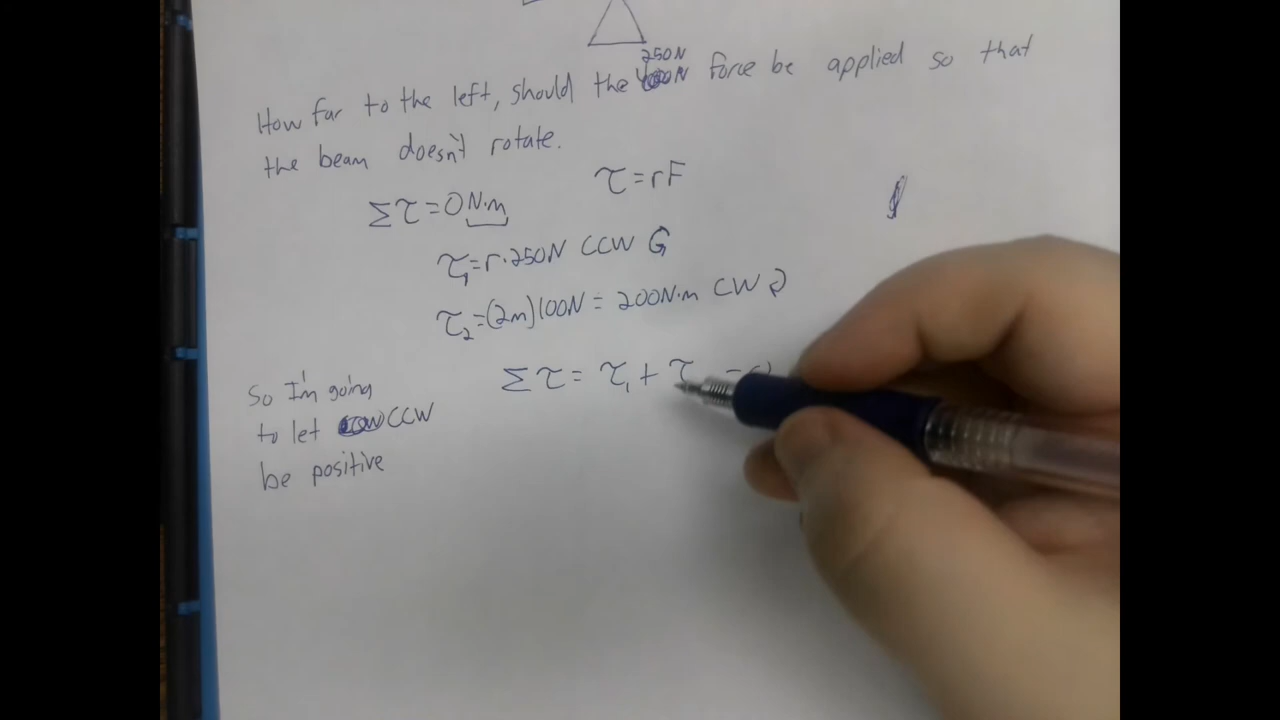 250N
How far to the left, should the force be applied so that
the beam doesn't rotate.
Στ=0N·m τ=rF
τ₁=r·250N CCW
τ₂=(2m)100N = 200N·m CW
Στ= τ₁+ τ =0
So I'm going
to let CCW
be positive